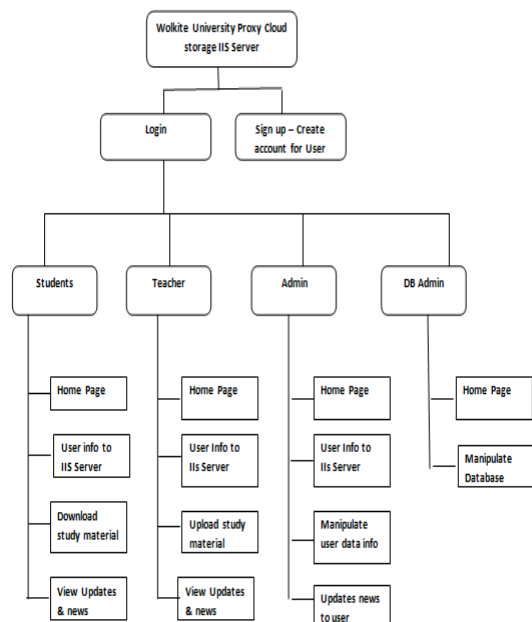 Wolkite University Proxy Cloud
storage IIS Server
Login
Sign up – Create
account for User
Students
Teacher
Admin
DB Admin
Home Page
User info to
IIS Server
Download
study material
View Updates
& news
Home Page
User Info to
IIs Server
Upload study
material
View Updates
& news
Home Page
User Info to
IIs Server
Manipulate
user data info
Updates news
to user
Home Page
Manipulate
Database